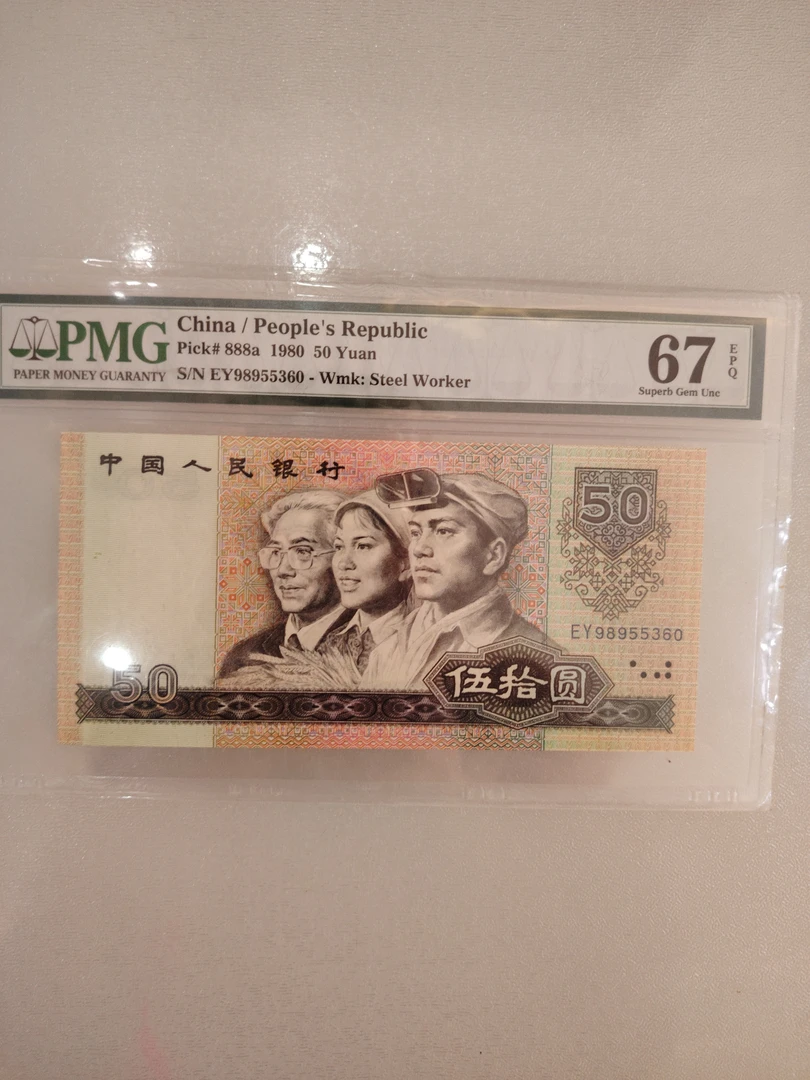 PMG
PAPER MONEY GUARANTY
China / People's Republic
Pick# 888a 1980 50 Yuan
S/N EY98955360 - Wmk: Steel Worker
67
EPQ
Superb Gem Unc
中国人民银行
50
EY98955360
50
伍拾圆